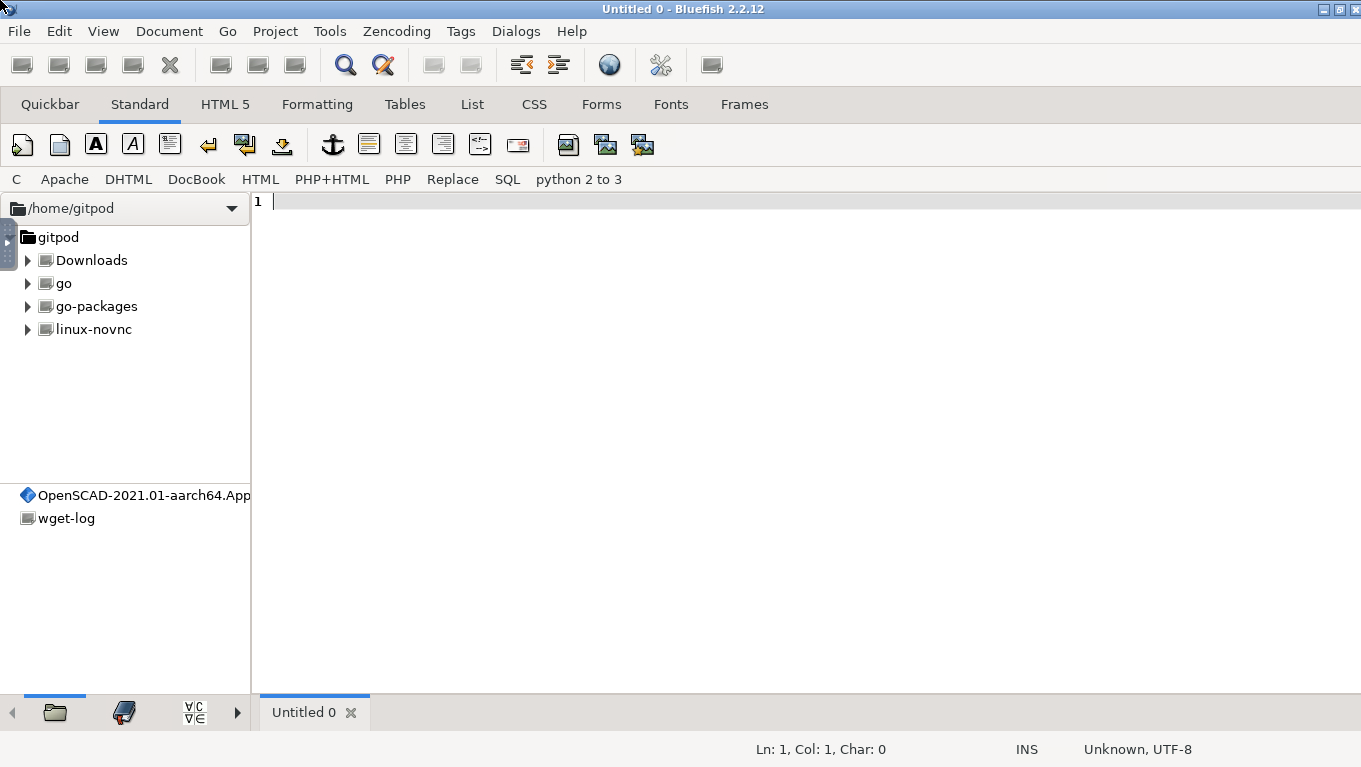 Untitled 0 - Bluefish 2.2.12
File Edit View Document Go Project Tools Zencoding Tags Dialogs Help
Quickbar Standard HTML 5 Formatting Tables List CSS Forms Fonts Frames
A A
C Apache DHTML DocBook HTML PHP+HTML PHP Replace SQL python 2 to 3
/home/gitpod
1
gitpod
Downloads
go
go-packages
linux-novnc
OpenSCAD-2021.01-aarch64.App
wget-log
Untitled 0
Ln: 1, Col: 1, Char: 0 INS Unknown, UTF-8